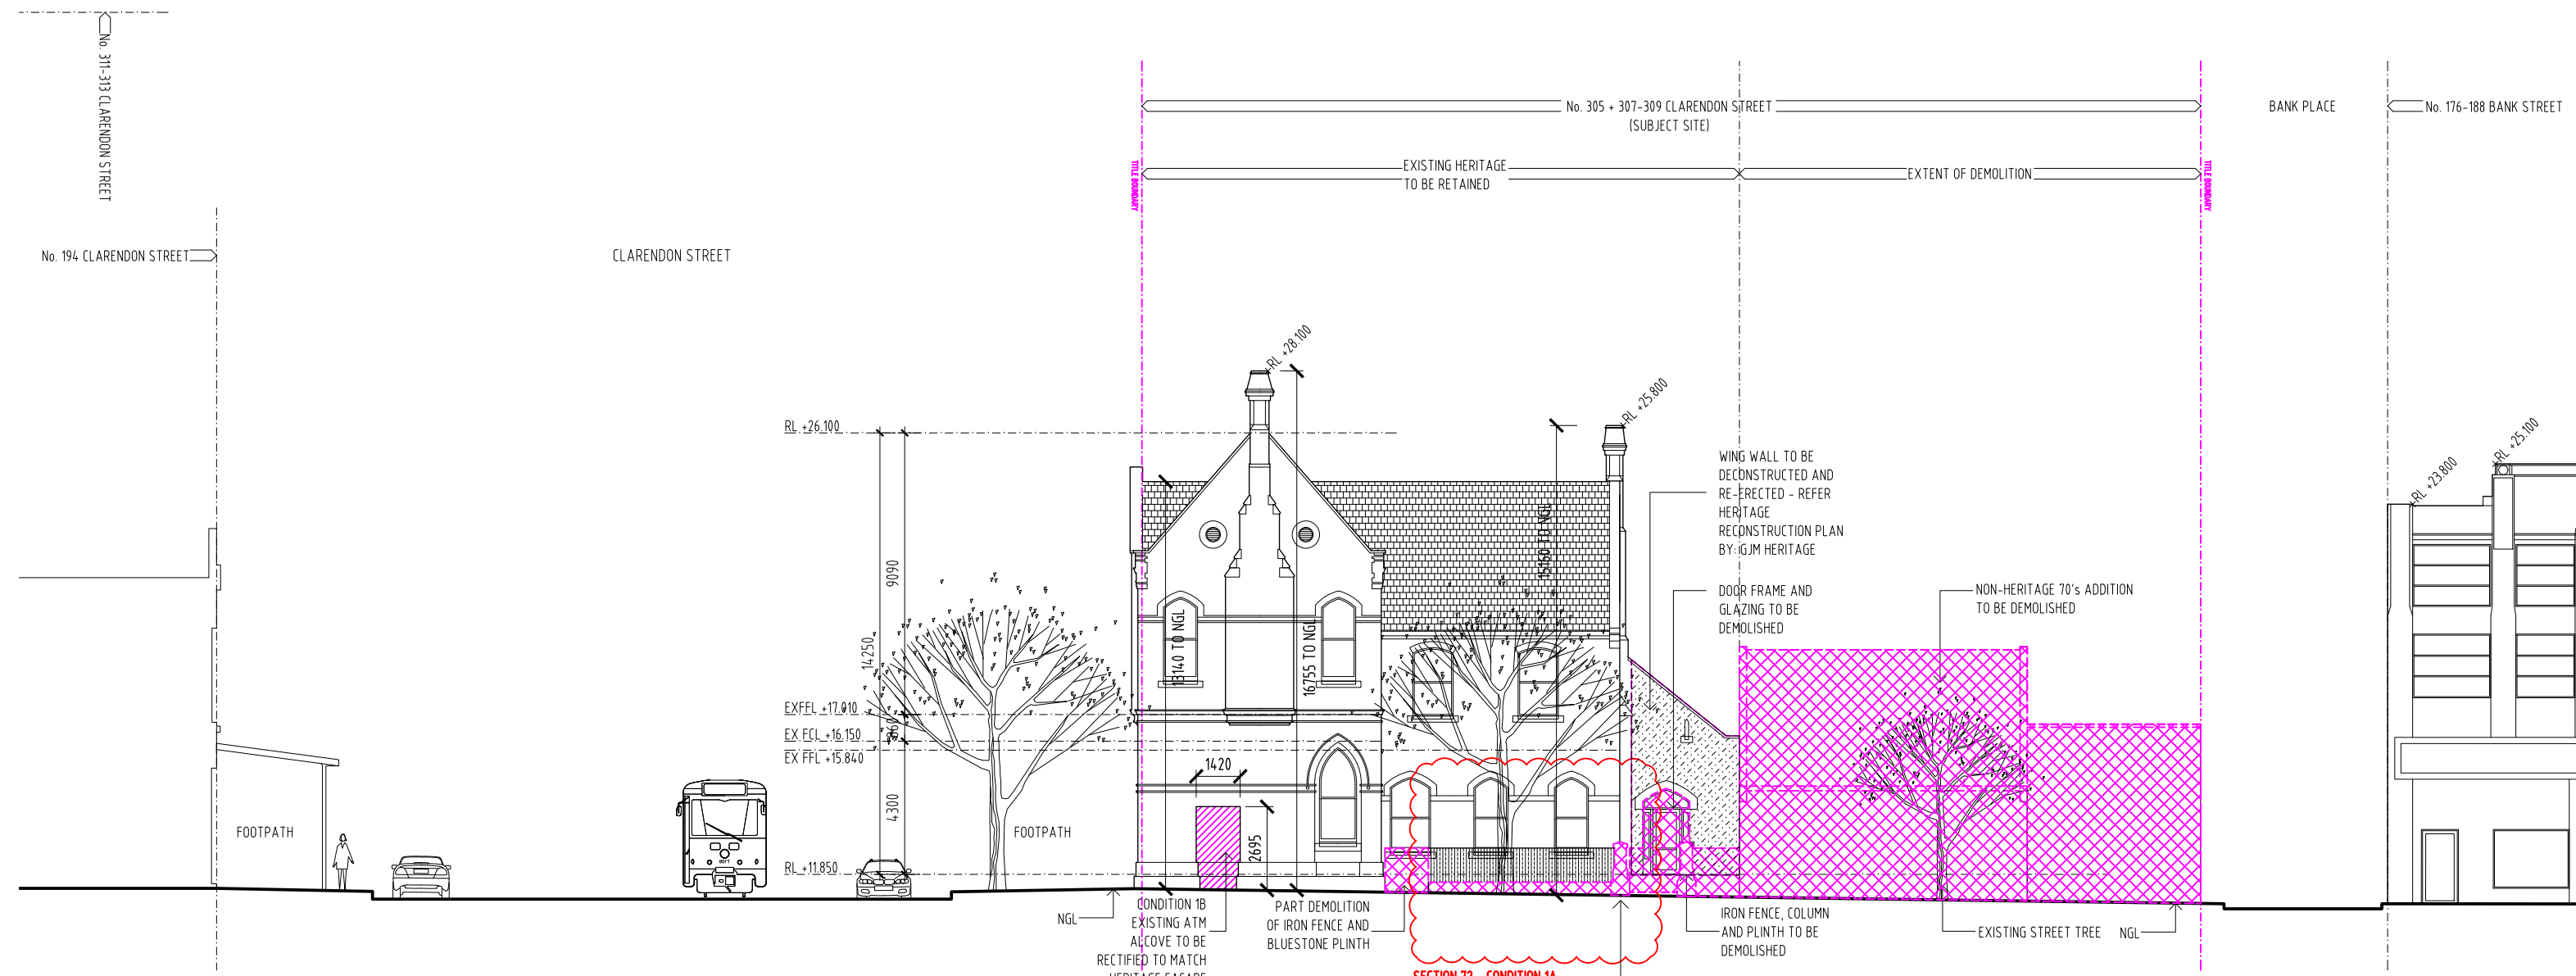 No. 311-313 CLARENDON STREET
No. 305 + 307-309 CLARENDON STREET
(SUBJECT SITE)
BANK PLACE
No. 176-188 BANK STREET
TITLE BOUNDARY
EXISTING HERITAGE
TO BE RETAINED
EXTENT OF DEMOLITION
TITLE BOUNDARY
No. 194 CLARENDON STREET
CLARENDON STREET
RL +28.100
RL +25.800
RL +26.100
RL +25.100
RL +23.800
WING WALL TO BE
DECONSTRUCTED AND
RE-ERECTED - REFER
HERITAGE
RECONSTRUCTION PLAN
BY: GJM HERITAGE
15160 TO NGL
9090
14250
13140 TO NGL
16755 TO NGL
DOOR FRAME AND
GLAZING TO BE
DEMOLISHED
NON-HERITAGE 70's ADDITION
TO BE DEMOLISHED
EXFFL +17.010
860
EX FCL +16.150
EX FFL +15.840
1420
4300
2695
FOOTPATH
FOOTPATH
RL +11.850
NGL
CONDITION 1B
EXISTING ATM
ALCOVE TO BE
RECTIFIED TO MATCH
HERITAGE FACADE
PART DEMOLITION
OF IRON FENCE AND
BLUESTONE PLINTH
SECTION 72 - CONDITION 1A
IRON FENCE, COLUMN
AND PLINTH TO BE
DEMOLISHED
EXISTING STREET TREE
NGL